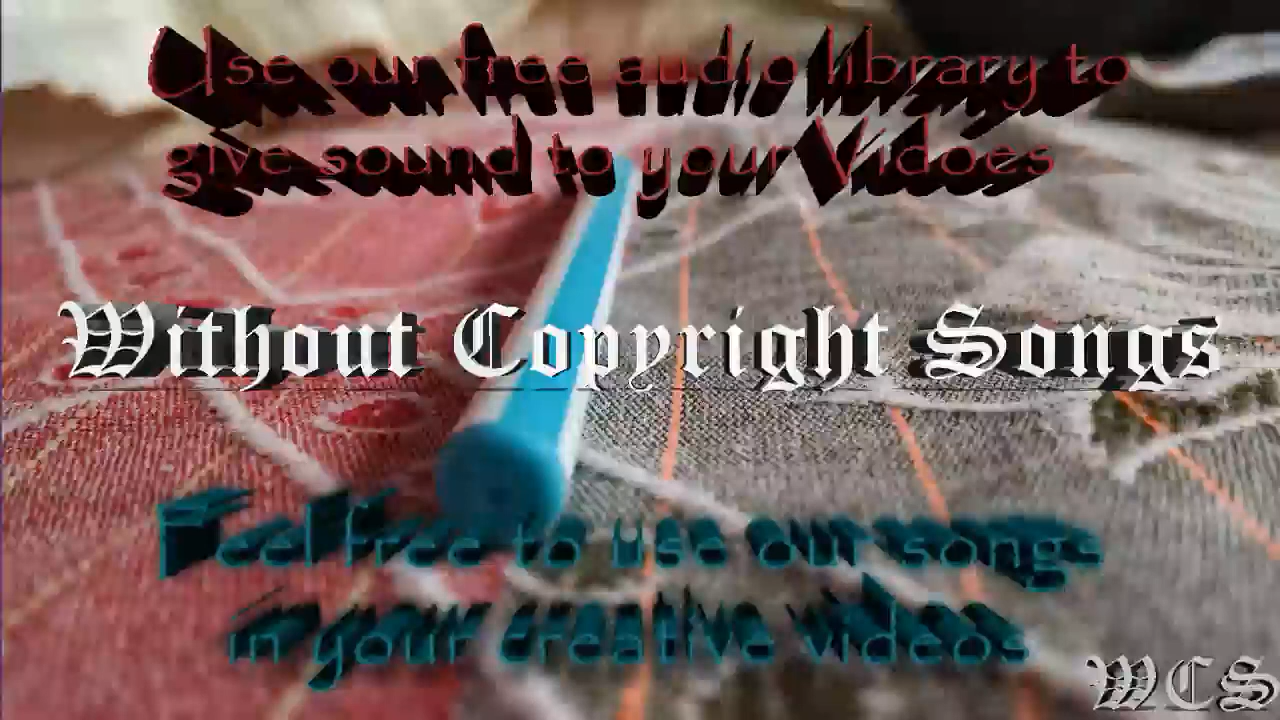 Use our free audio library to
give sound to your Vidoes
Without Copyright Songs
Feel free to use our songs
in your creative videos
WCS